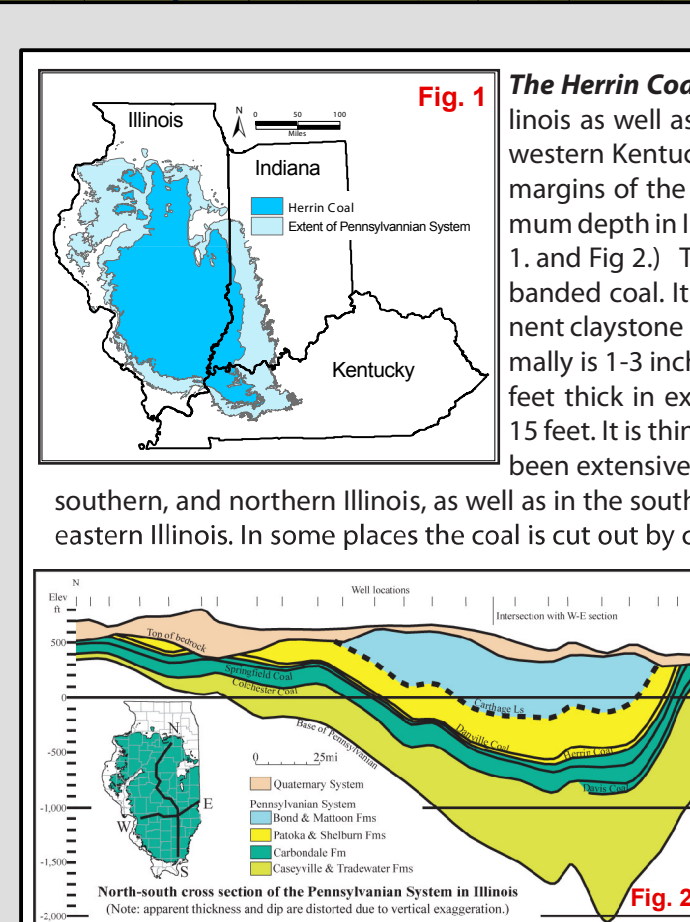 Fig. 1
Illinois
N
0 50 100
Miles
Indiana
Herrin Coal
Extent of Pennsylvannian System
Kentucky
The Herrin Coa
linois as well as
western Kentuc
margins of the
mum depth in I
1. and Fig 2.) T
banded coal. It
nent claystone
mally is 1-3 inch
feet thick in ex
15 feet. It is thin
been extensive
southern, and northern Illinois, as well as in the south
eastern Illinois. In some places the coal is cut out by c
N
Elev
ft
Well locations
Intersection with W-E section
500
0
-500
-1,000
-1,500
-2,000
Top of bedrock
Springfield Coal
Colchester Coal
Base of Pennsylvanian
Carthage Ls
Danville Coal
Herrin Coal
Davis Coal
N
E
W
S
0 25mi
Quaternary System
Pennsylvanian System
Bond & Mattoon Fms
Patoka & Shelburn Fms
Carbondale Fm
Caseyville & Tradewater Fms
North-south cross section of the Pennsylvanian System in Illinois
(Note: apparent thickness and dip are distorted due to vertical exaggeration.)
Fig. 2